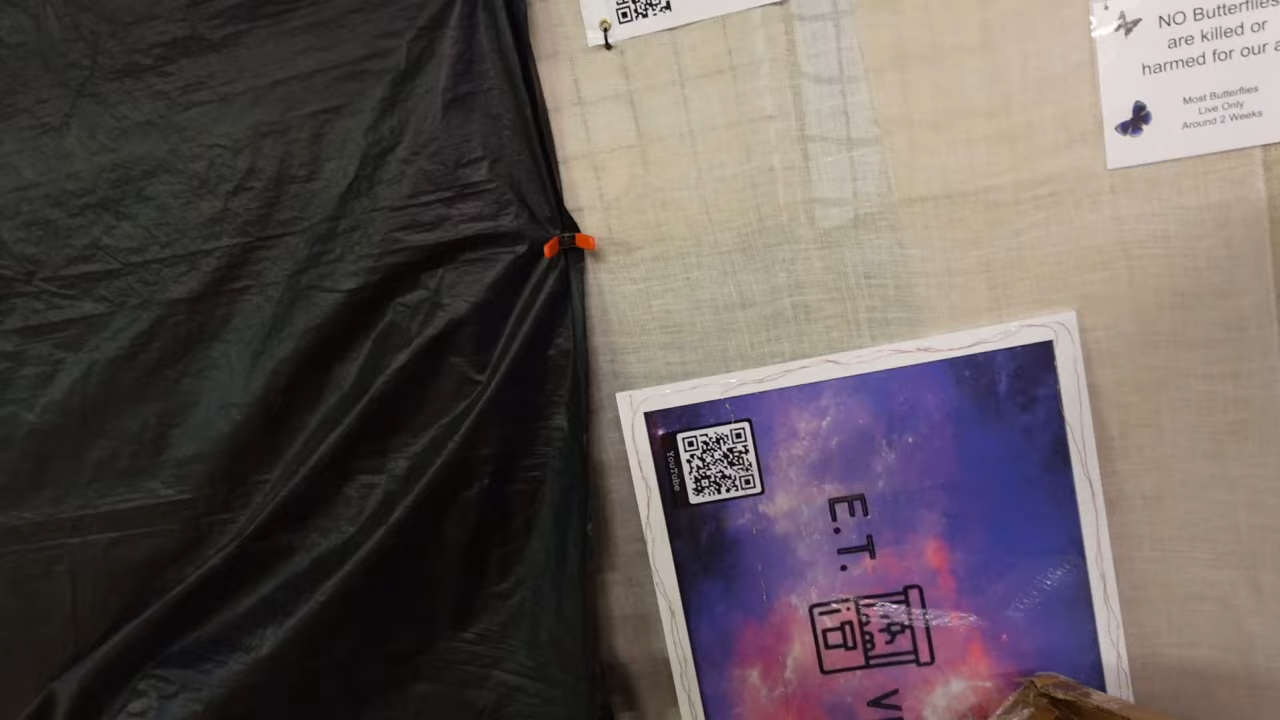 NO Butterflies
are killed or
harmed for our
Most Butterflies
Live Only
Around 2 Weeks
YouTube
E.T.